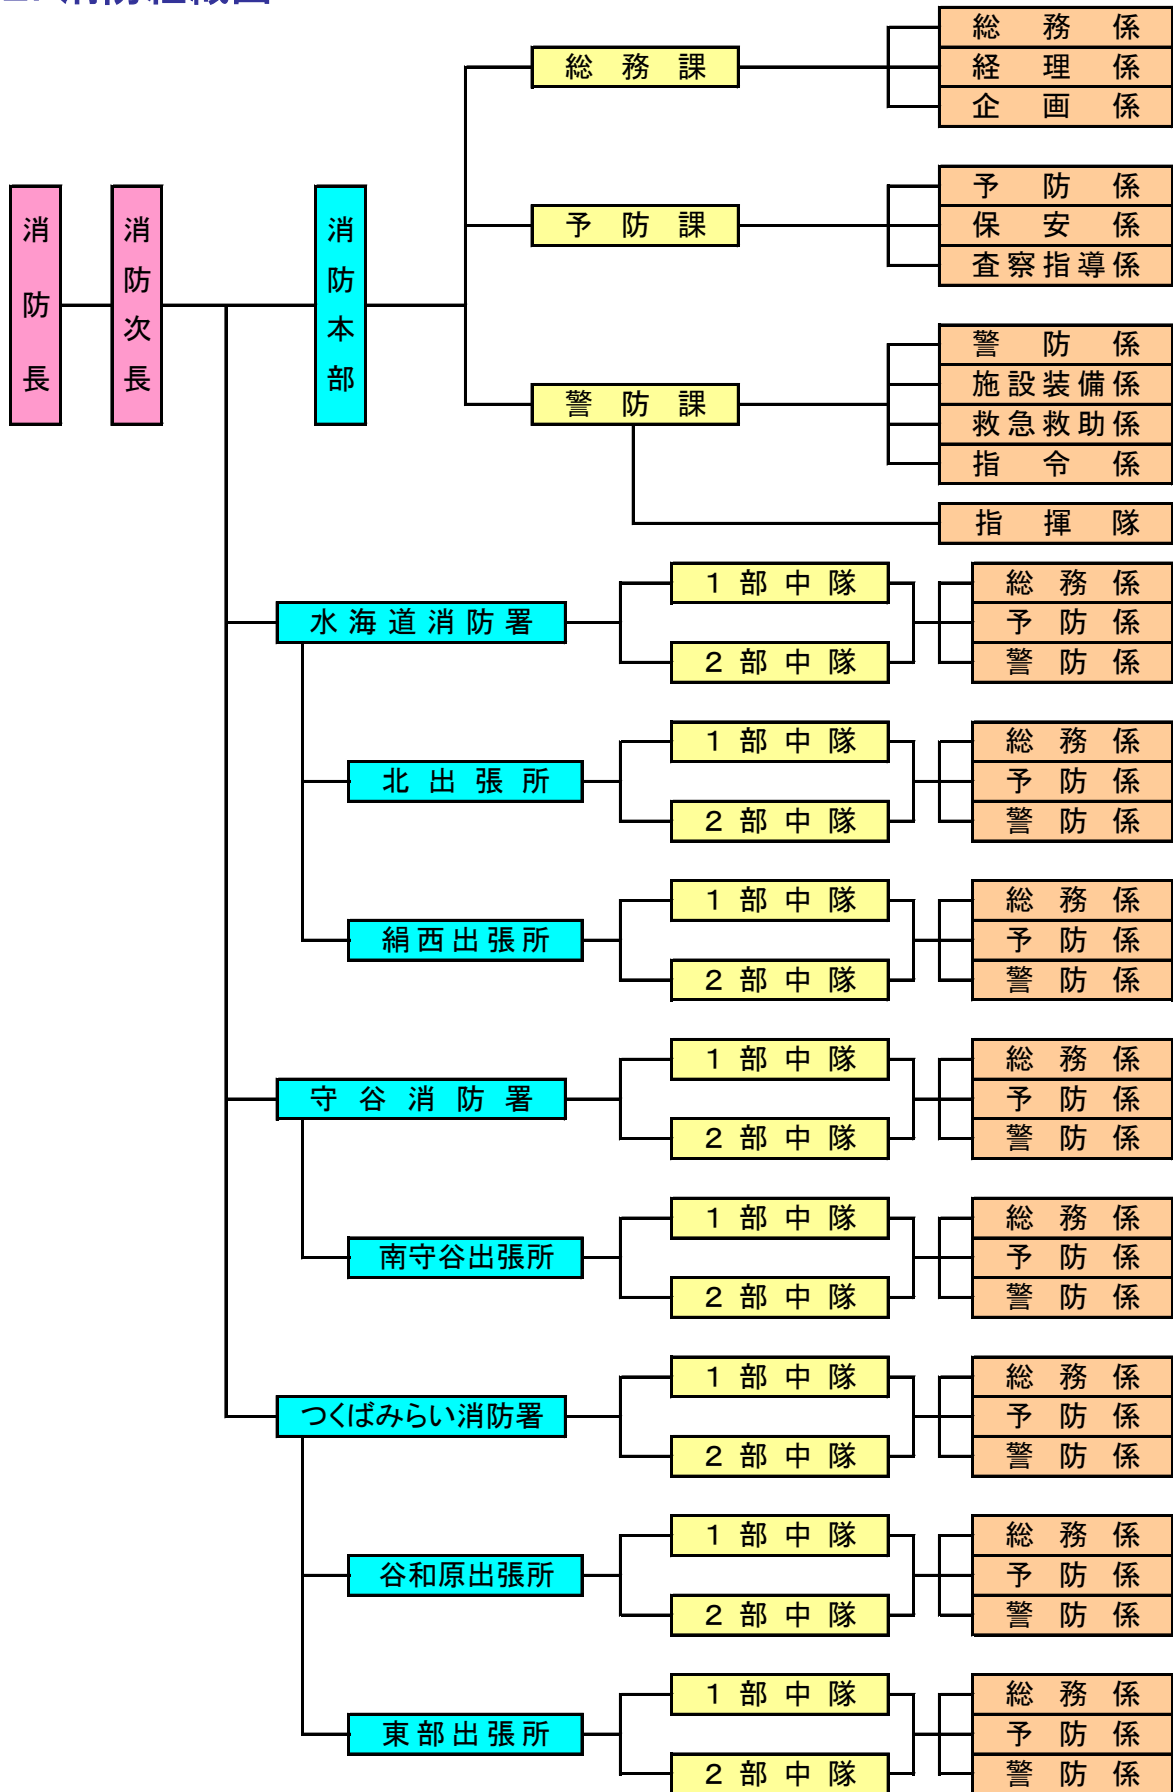 2. 消防組織図
総務係
総務課
経理係
企画係
予防係
消防長
消防次長
消防本部
予防課
保安係
査察指導係
警防係
施設装備係
警防課
救急救助係
指令係
指揮隊
1部中隊
総務係
水海道消防署
予防係
2部中隊
警防係
1部中隊
総務係
北出張所
予防係
2部中隊
警防係
1部中隊
総務係
絹西出張所
予防係
2部中隊
警防係
1部中隊
総務係
守谷消防署
予防係
2部中隊
警防係
1部中隊
総務係
南守谷出張所
予防係
2部中隊
警防係
1部中隊
総務係
つくばみらい消防署
予防係
2部中隊
警防係
1部中隊
総務係
谷和原出張所
予防係
2部中隊
警防係
1部中隊
総務係
東部出張所
予防係
2部中隊
警防係